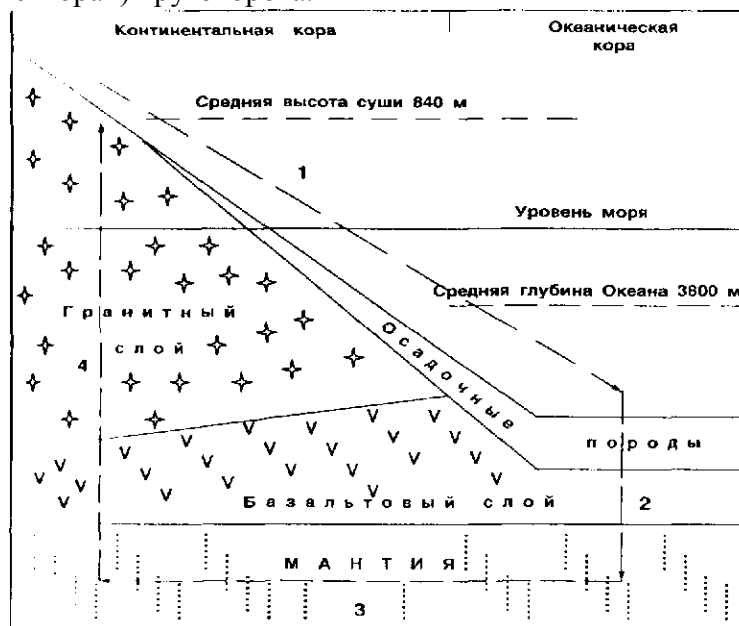 Континентальная кора
Океаническая
кора
Средняя высота суши 840 м
1
Уровень моря
Средняя глубина Океана 3800 м
Гранитный
слой
4
Осадочные
породы
Базальтовый слой
2
МАНТИЯ
3